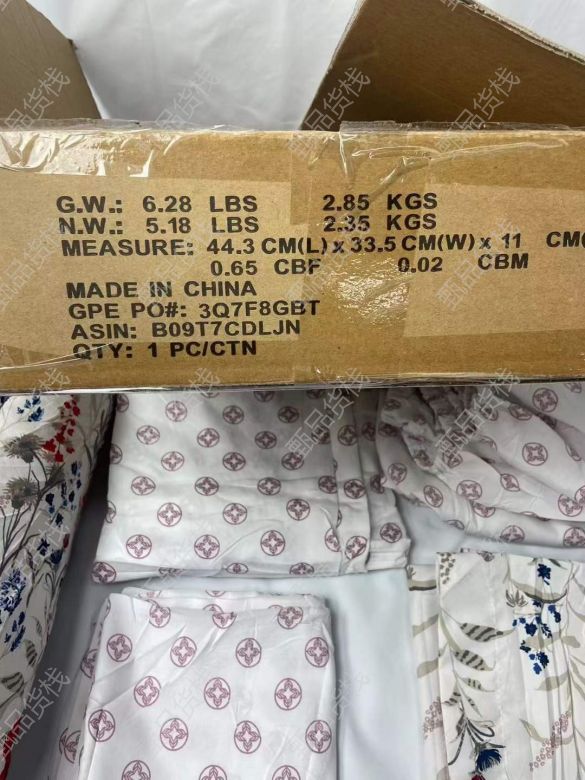 G.W.: 6.28 LBS 2.85 KGS
N.W.: 5.18 LBS 2.35 KGS
MEASURE: 44.3 CM(L) x 33.5 CM(W) x 11 CM(
0.65 CBF 0.02 CBM
MADE IN CHINA
GPE PO#: 3Q7F8GBT
ASIN: B09T7CDLJN
QTY: 1 PC/CTN
甄品货栈